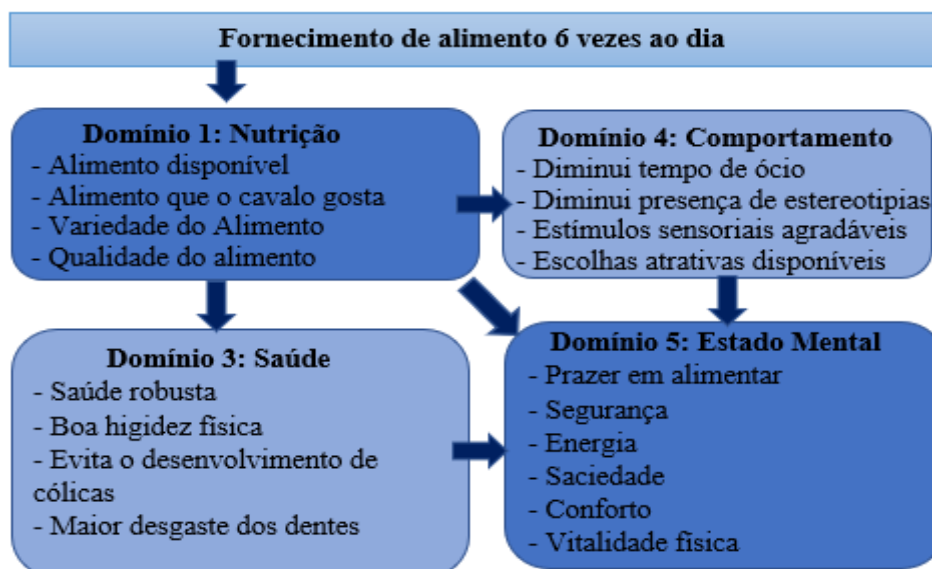 Fornecimento de alimento 6 vezes ao dia
Domínio 1: Nutrição
- Alimento disponível
- Alimento que o cavalo gosta
- Variedade do Alimento
- Qualidade do alimento
Domínio 4: Comportamento
- Diminui tempo de ócio
- Diminui presença de estereotipias
- Estímulos sensoriais agradáveis
- Escolhas atrativas disponíveis
Domínio 3: Saúde
- Saúde robusta
- Boa higidez física
- Evita o desenvolvimento de
cólicas
- Maior desgaste dos dentes
Domínio 5: Estado Mental
- Prazer em alimentar
- Segurança
- Energia
- Saciedade
- Conforto
- Vitalidade física